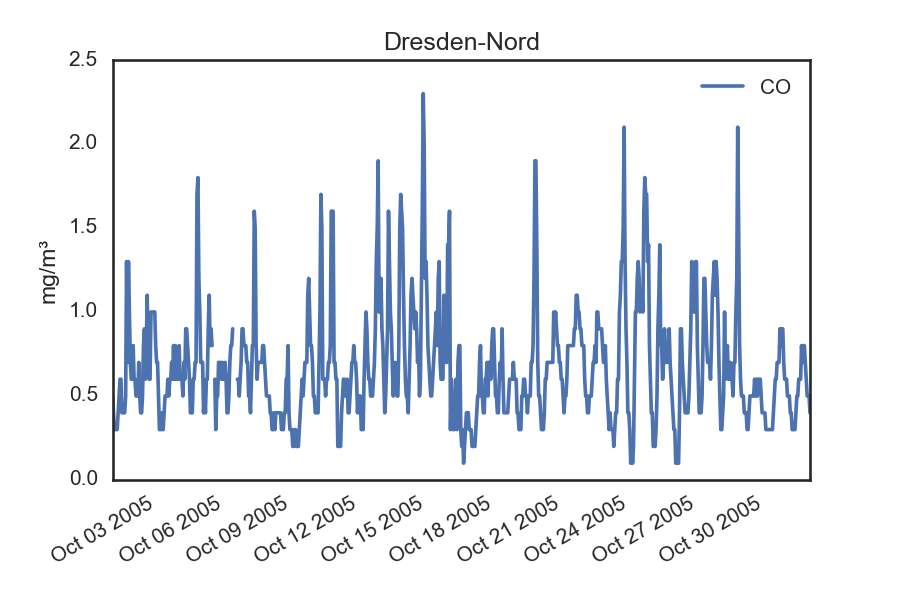 Dresden-Nord
CO
mg/m³
2.5
2.0
1.5
1.0
0.5
0.0
Oct 03 2005
Oct 06 2005
Oct 09 2005
Oct 12 2005
Oct 15 2005
Oct 18 2005
Oct 21 2005
Oct 24 2005
Oct 27 2005
Oct 30 2005